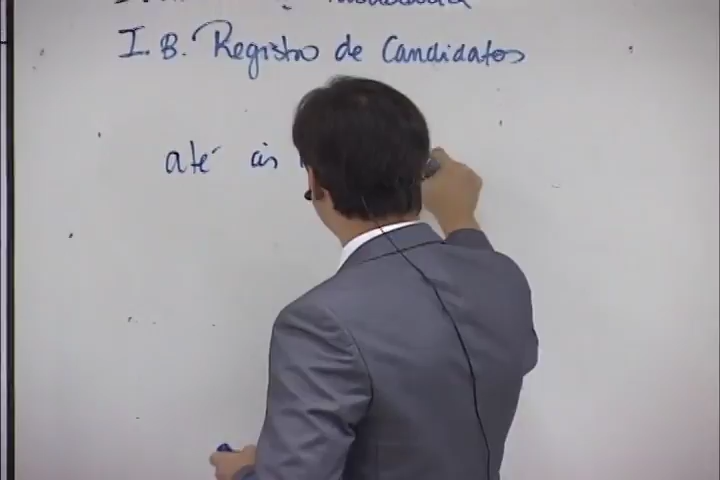 I.B. Registro de Candidatos
até às